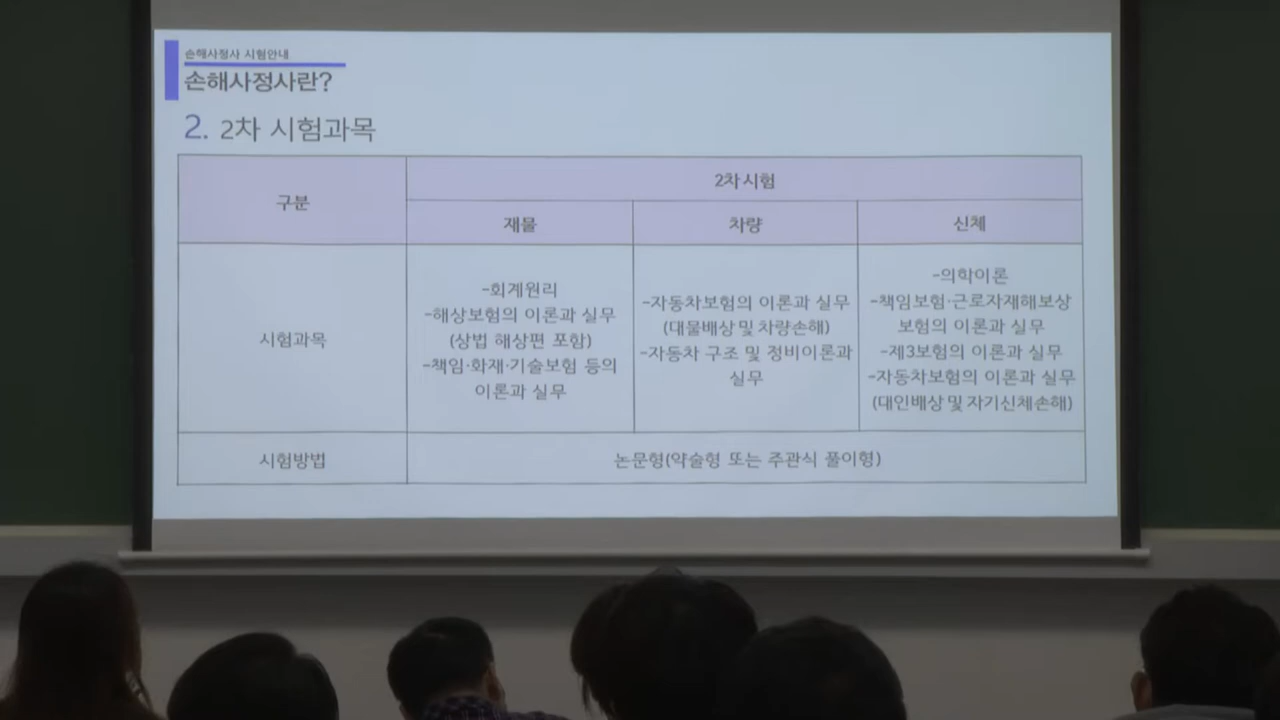 손해사정사 시험안내
손해사정사란?
2. 2차 시험과목
구분
2차 시험
재물
차량
신체
시험과목
-회계원리
-해상보험의 이론과 실무
(상법 해상편 포함)
-책임·화재·기술보험 등의
이론과 실무
-자동차보험의 이론과 실무
(대물배상 및 차량손해)
-자동차 구조 및 정비이론과
실무
-의학이론
-책임보험·근로자재해보상
보험의 이론과 실무
-제3보험의 이론과 실무
-자동차보험의 이론과 실무
(대인배상 및 자기신체손해)
시험방법
논문형(약술형 또는 주관식 풀이형)